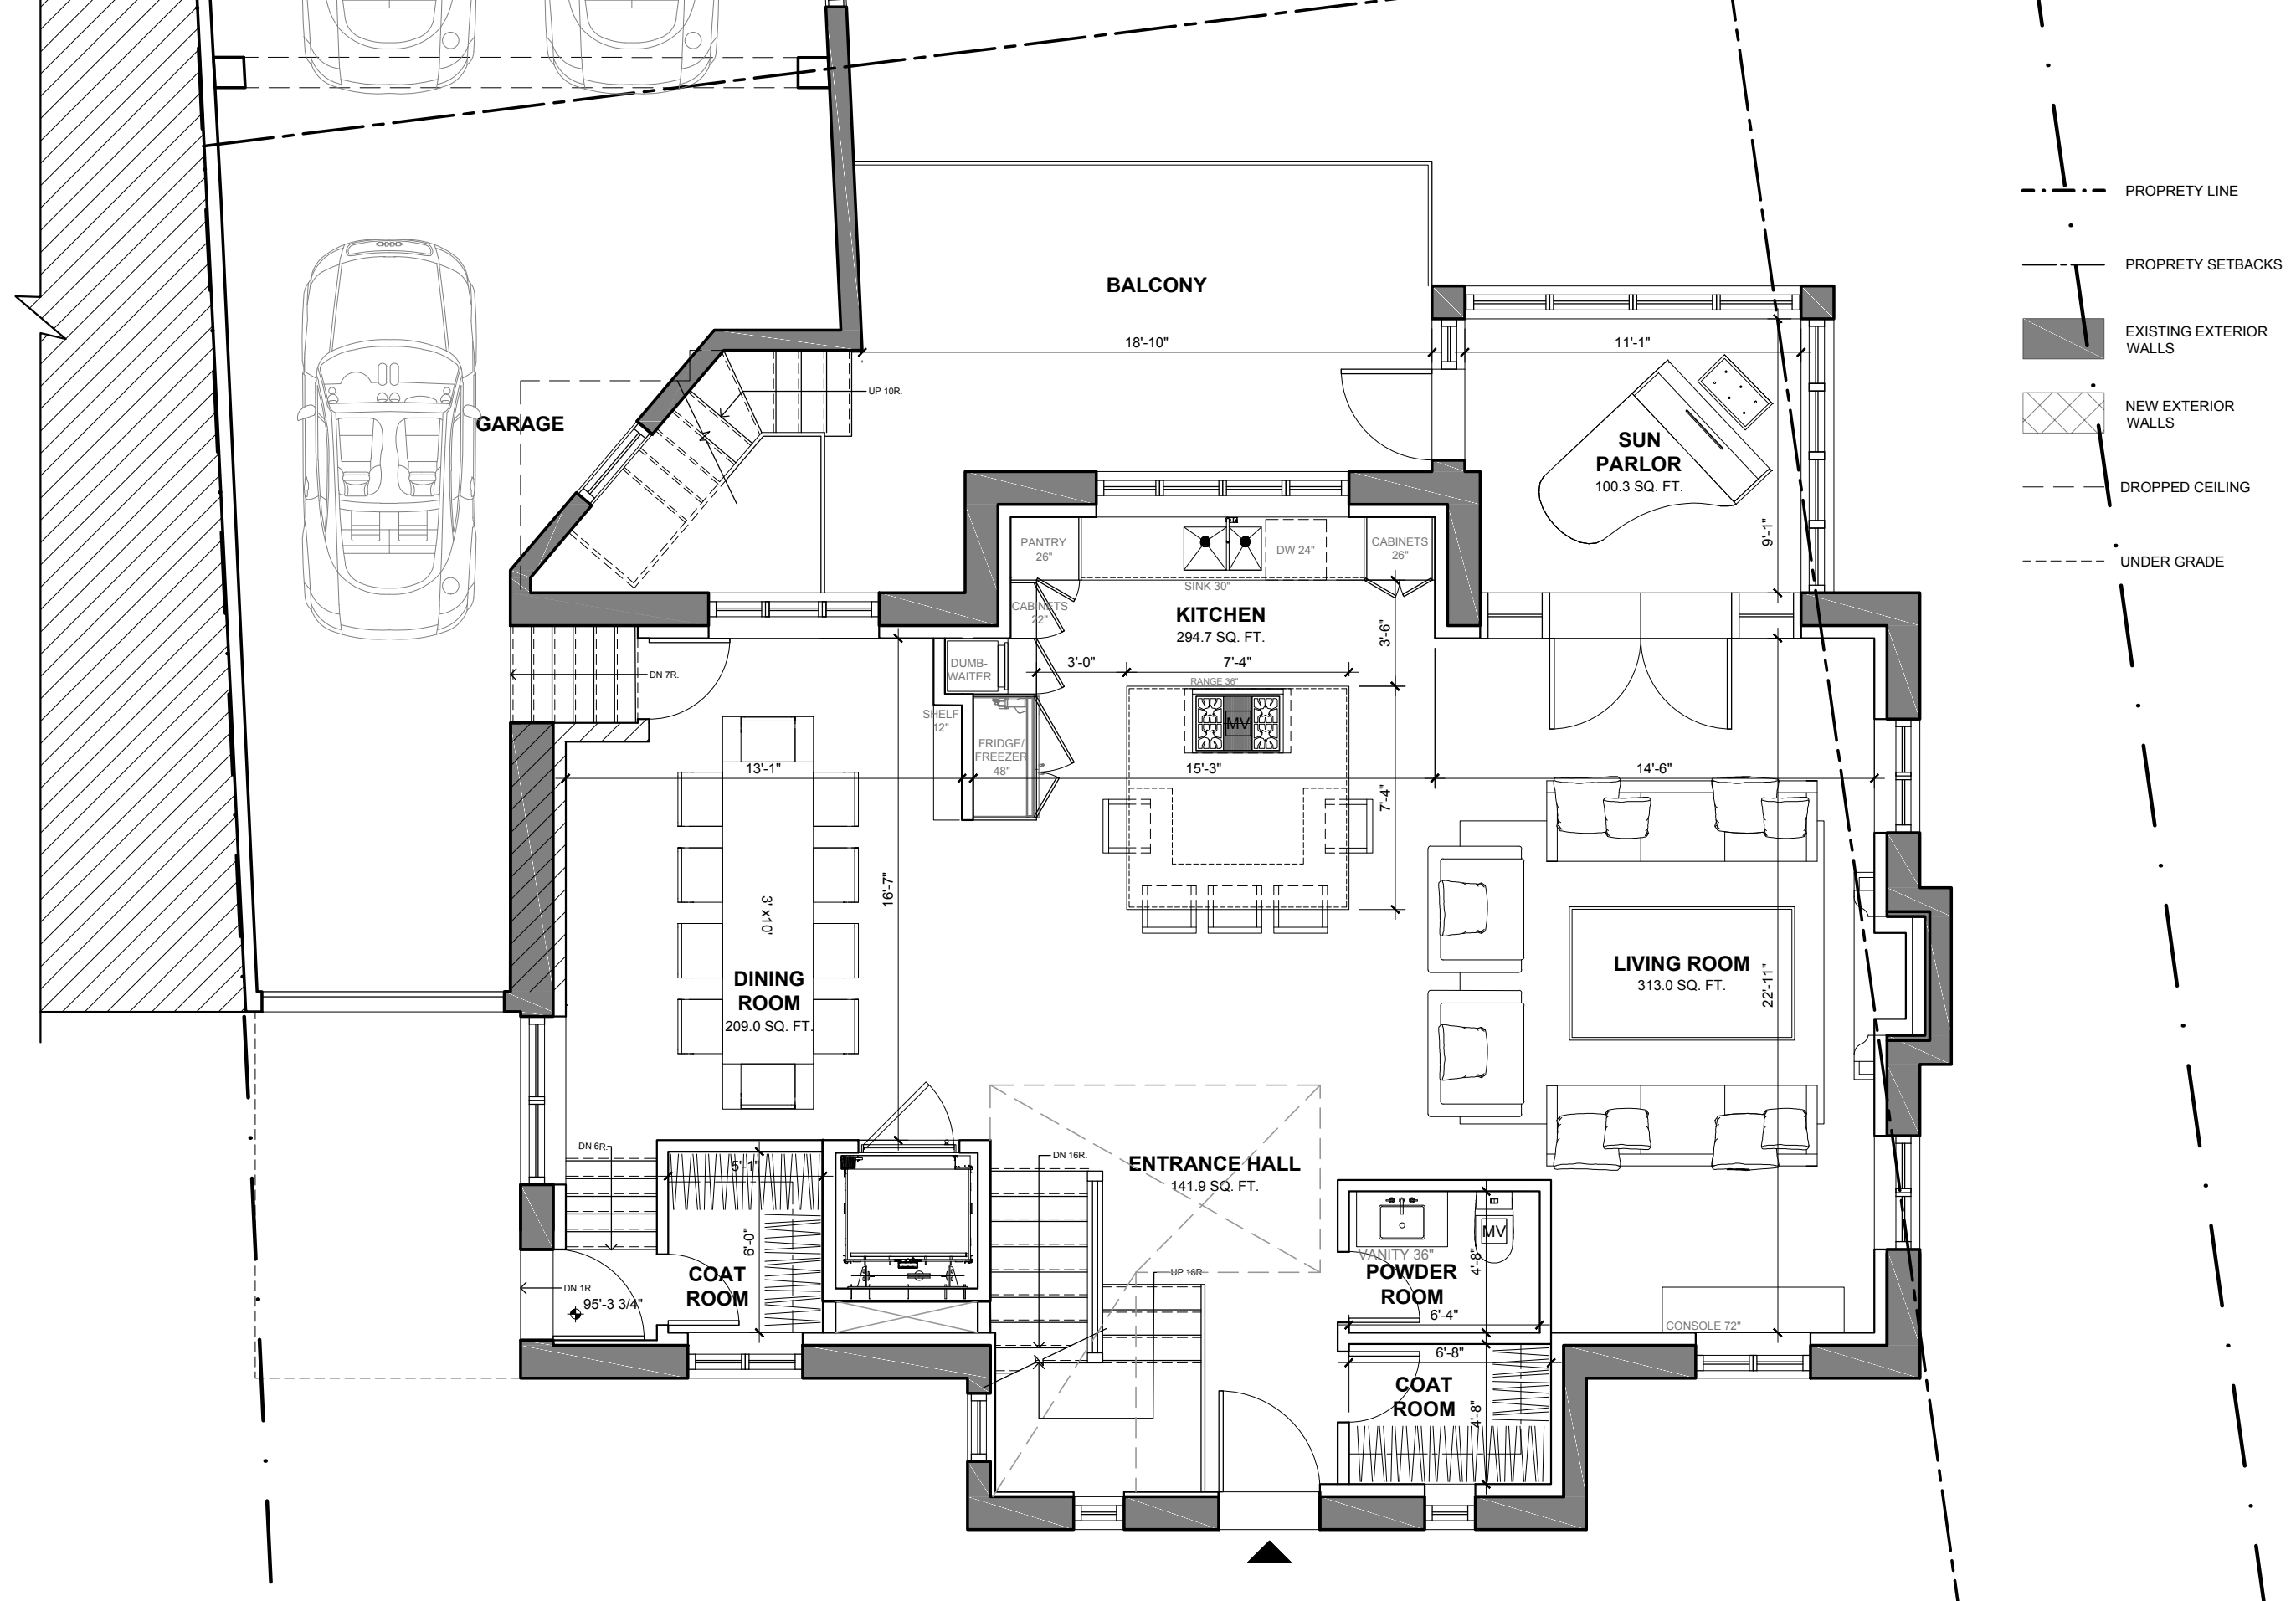 PROPRETY LINE
PROPRETY SETBACKS
EXISTING EXTERIOR
WALLS
NEW EXTERIOR
WALLS
DROPPED CEILING
UNDER GRADE
BALCONY
18'-10"
11'-1"
UP 10R.
GARAGE
SUN
PARLOR
100.3 SQ. FT.
9'-1"
PANTRY
26"
DW 24"
CABINETS
26"
SINK 30"
CABINETS
22"
KITCHEN
294.7 SQ. FT.
3'-6"
DUMB-
WAITER
3'-0"
7'-4"
DN 7R.
RANGE 36"
MV
SHELF
12"
FRIDGE/
FREEZER
48"
13'-1"
15'-3"
14'-6"
7'-4"
16'-7"
3' x10'
DINING
ROOM
209.0 SQ. FT.
LIVING ROOM
313.0 SQ. FT.
22'-11"
DN 6R.
5'-1"
DN 16R.
ENTRANCE HALL
141.9 SQ. FT.
6'-0"
MV
VANITY 36"
4'-8"
COAT
ROOM
UP 16R.
POWDER
ROOM
6'-4"
DN 1R.
95'-3 3/4"
CONSOLE 72"
6'-8"
COAT
ROOM
4'-8"